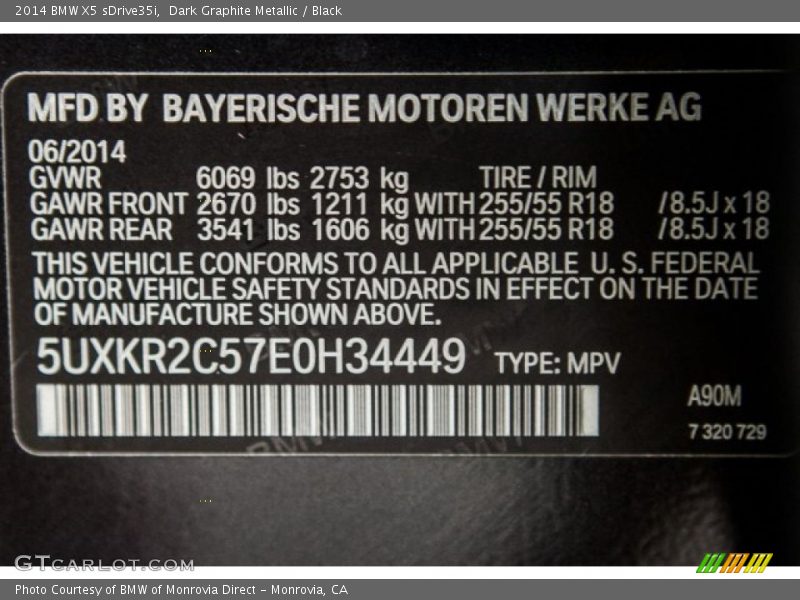 2014 BMW X5 sDrive35i, Dark Graphite Metallic / Black
MFD BY BAYERISCHE MOTOREN WERKE AG
06/2014
GVWR 6069 lbs 2753 kg TIRE / RIM
GAWR FRONT 2670 lbs 1211 kg WITH 255/55 R18 /8.5J x 18
GAWR REAR 3541 lbs 1606 kg WITH 255/55 R18 /8.5J x 18
THIS VEHICLE CONFORMS TO ALL APPLICABLE U. S. FEDERAL
MOTOR VEHICLE SAFETY STANDARDS IN EFFECT ON THE DATE
OF MANUFACTURE SHOWN ABOVE.
5UXKR2C57E0H34449 TYPE: MPV
A90M
7 320 729
GTCARLOT.COM
Photo Courtesy of BMW of Monrovia Direct - Monrovia, CA